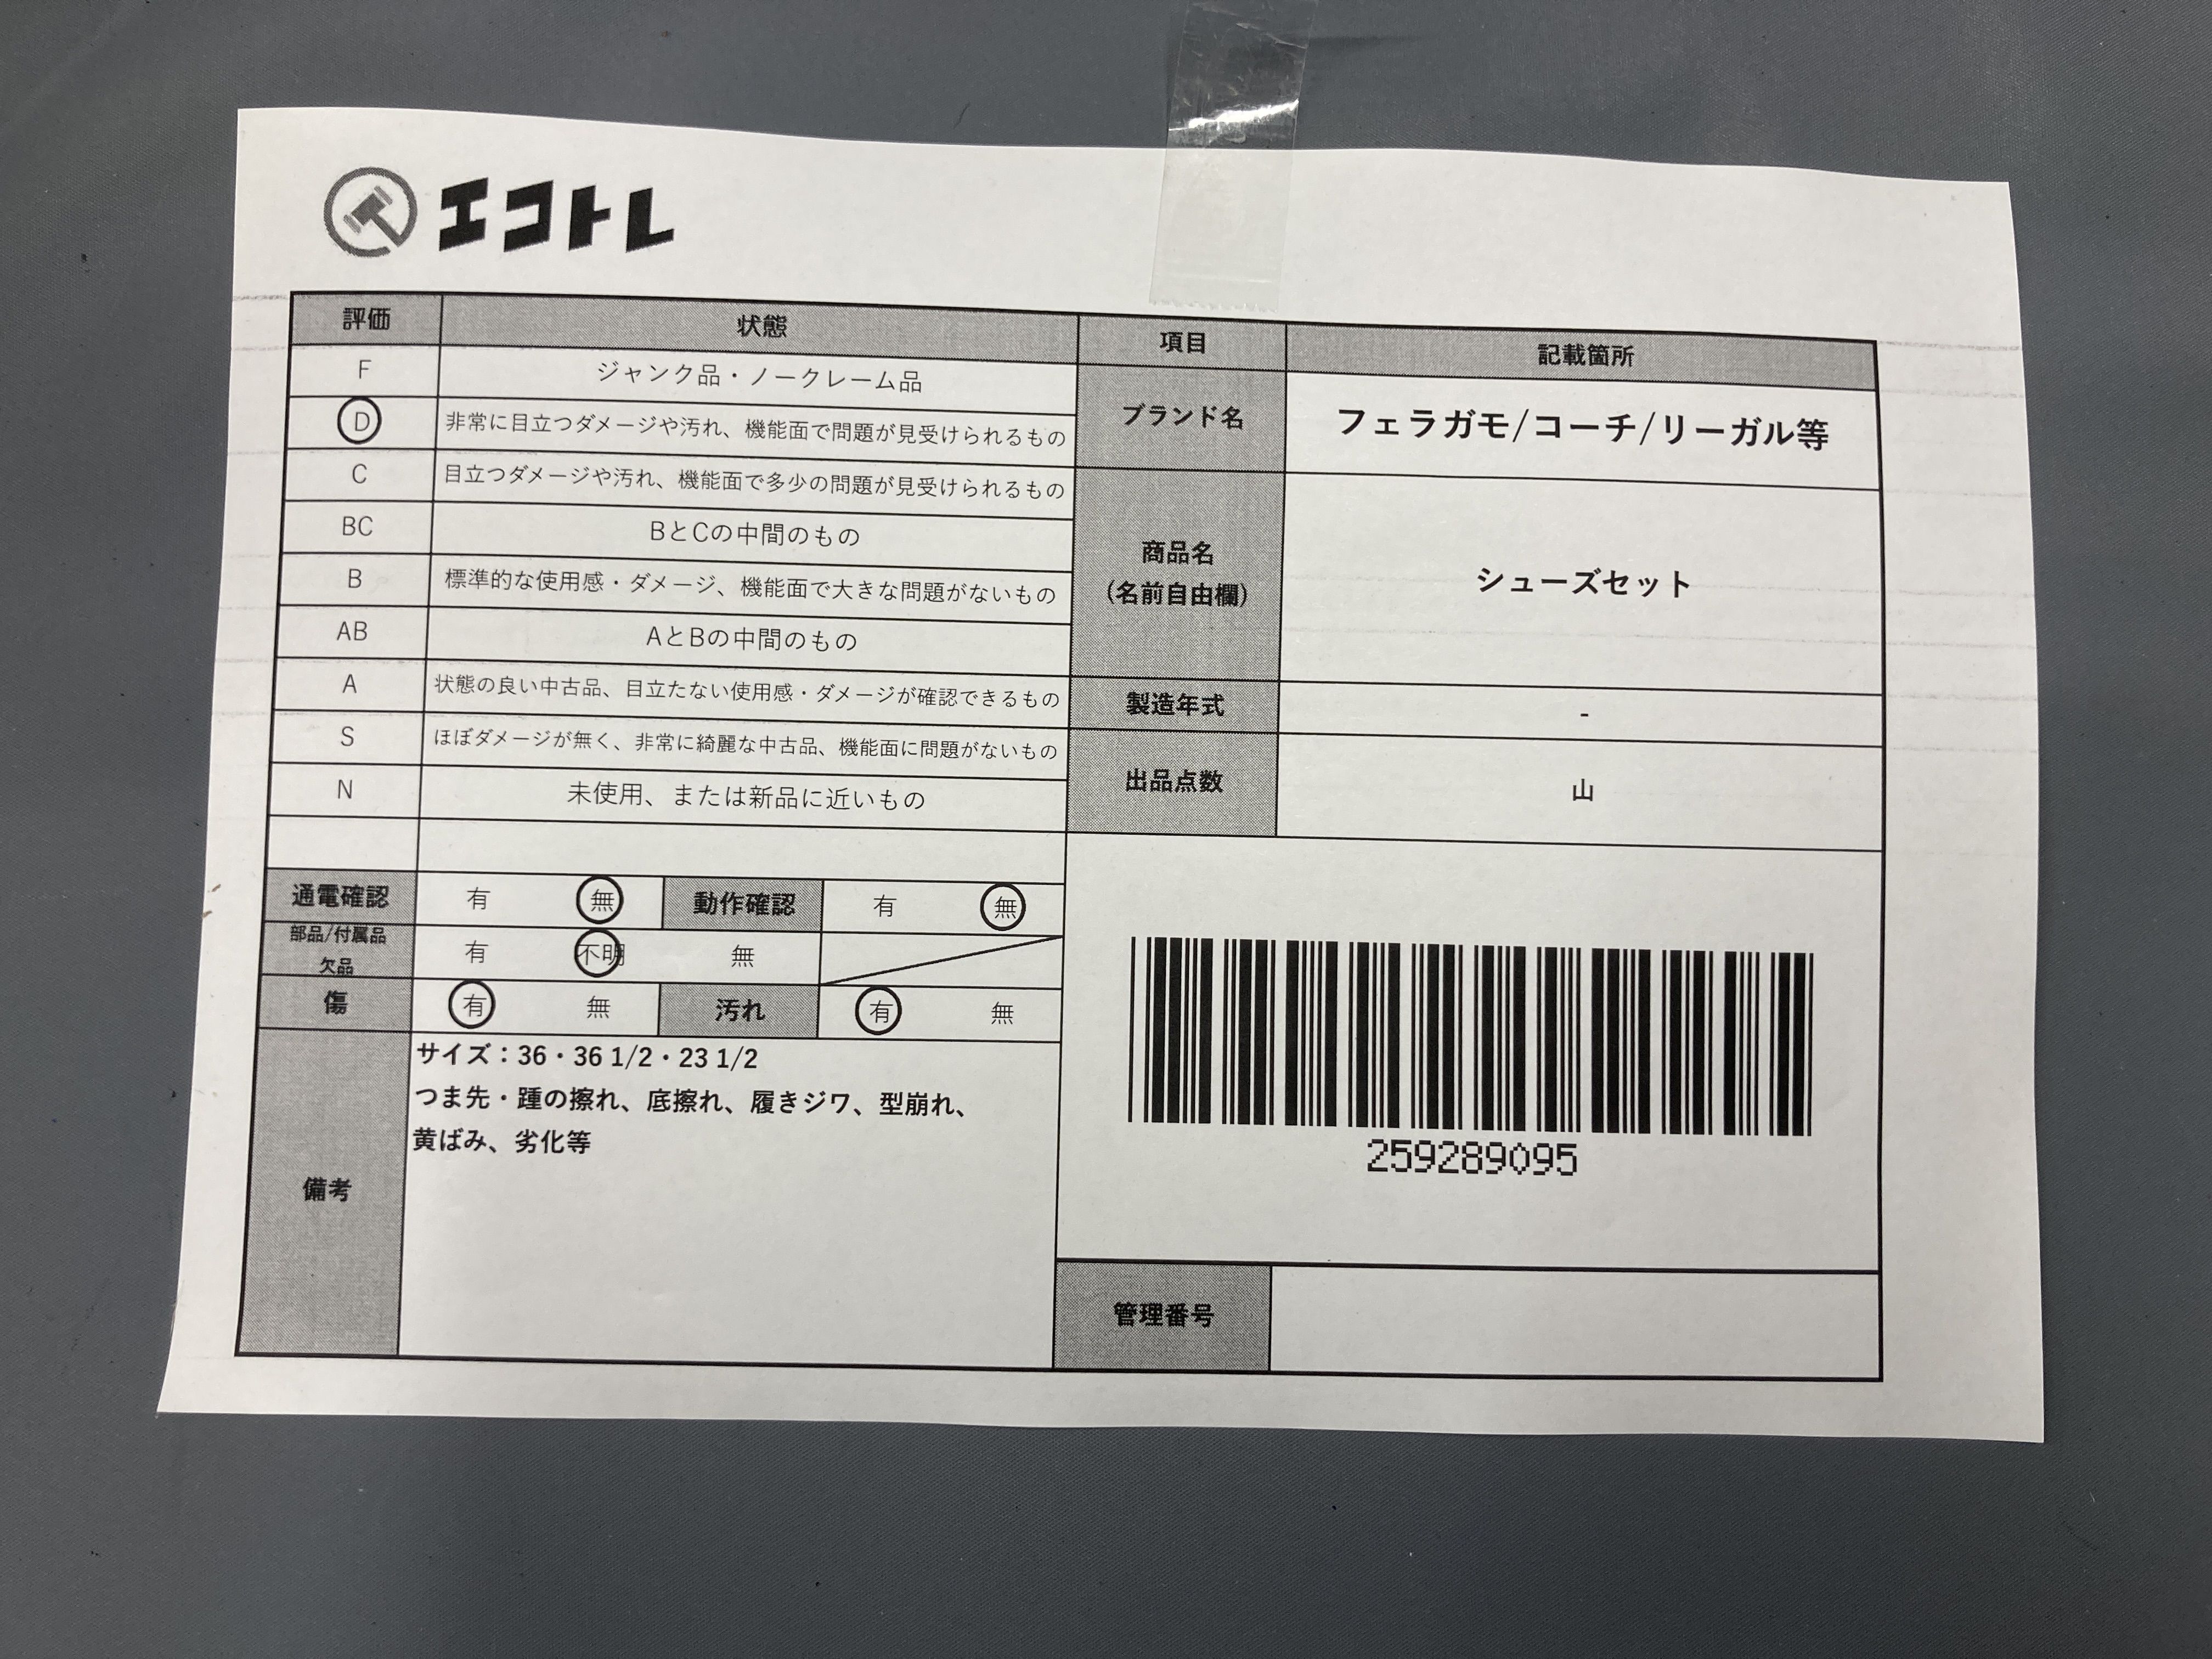 エコトレ
評価 状態 項目 記載箇所
F ジャンク品・ノークレーム品
D 非常に目立つダメージや汚れ、機能面で問題が見受けられるもの
C 目立つダメージや汚れ、機能面で多少の問題が見受けられるもの
BC BとCの中間のもの
B 標準的な使用感・ダメージ、機能面で大きな問題がないもの
AB AとBの中間のもの
A 状態の良い中古品、目立たない使用感・ダメージが確認できるもの
S ほぼダメージが無く、非常に綺麗な中古品、機能面に問題がないもの
N 未使用、または新品に近いもの
ブランド名 フェラガモ/コーチ/リーガル等
商品名
(名前自由欄)
シューズセット
製造年式 -
出品点数 山
通電確認 有 無 動作確認 有 無
部品/付属品
欠品
有 不明 無
傷 有 無 汚れ 有 無
備考
サイズ：36・36 1/2・23 1/2
つま先・踵の擦れ、底擦れ、履きジワ、型崩れ、
黄ばみ、劣化等
259289095
管理番号